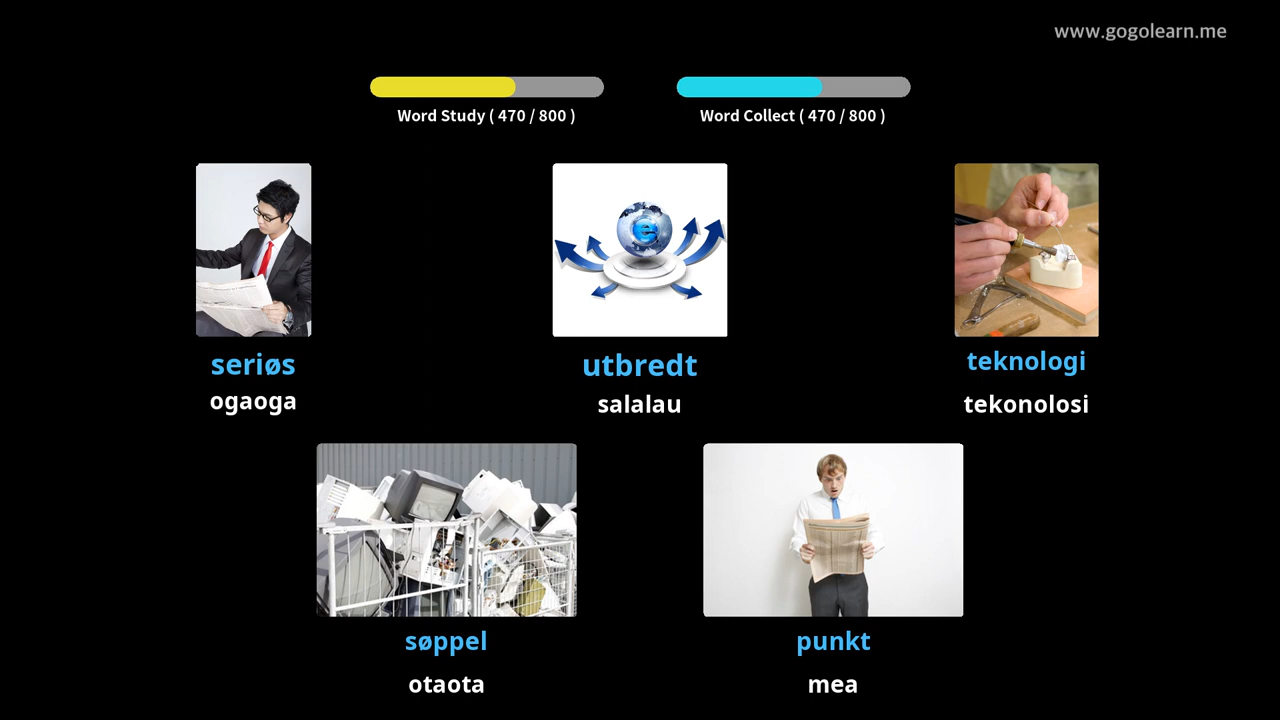 www.gogolearn.me
Word Study ( 470 / 800 )
Word Collect ( 470 / 800 )
seriøs
ogaoga
utbredt
salalau
teknologi
tekonolosi
søppel
otaota
punkt
mea